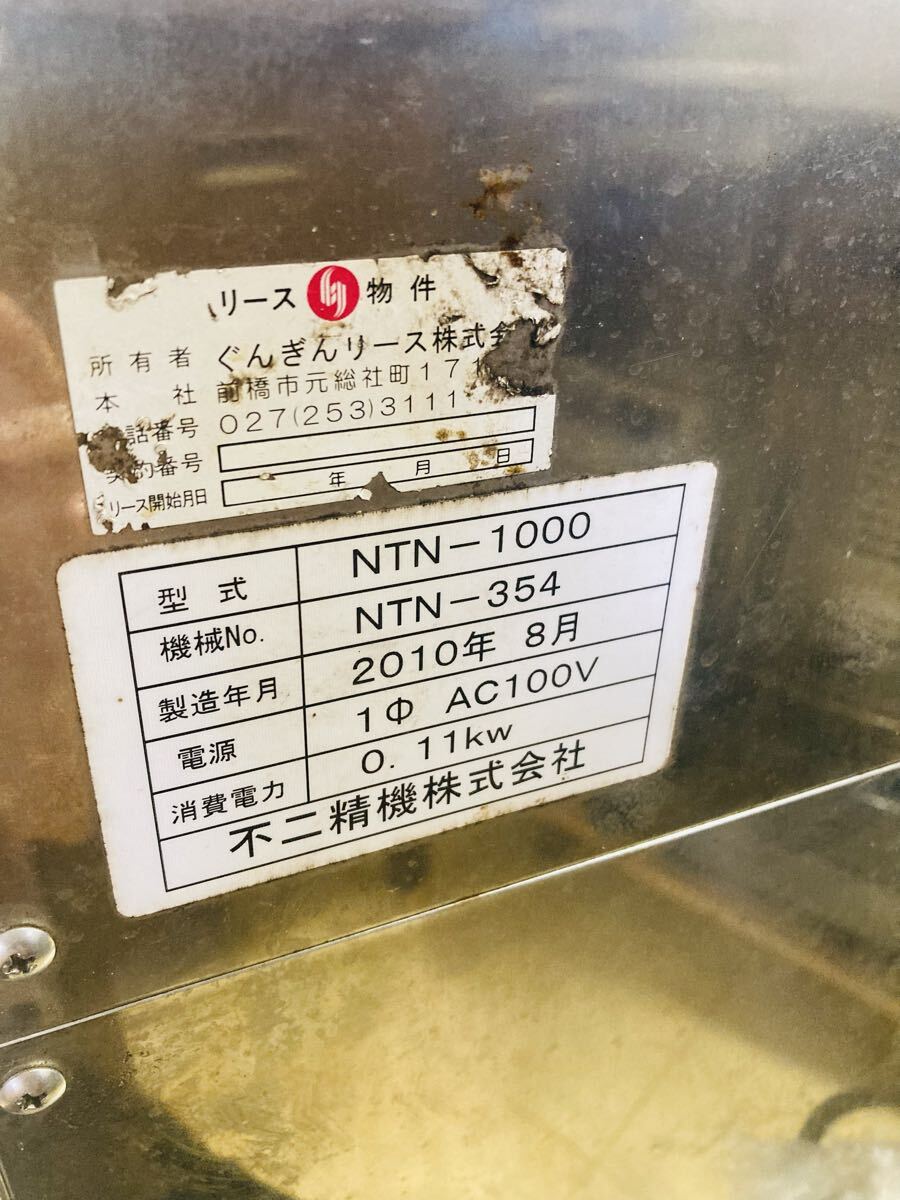 リース 物件
所有者 ぐんぎんリース株式会
本社 前橋市元総社町171
話番号 027(253)3111
契約番号
リース開始月日 年 月 日
型式 NTN-1000
機械No. NTN-354
製造年月 2010年 8月
電源 1Φ AC100V
消費電力 0.11kw
不二精機株式会社